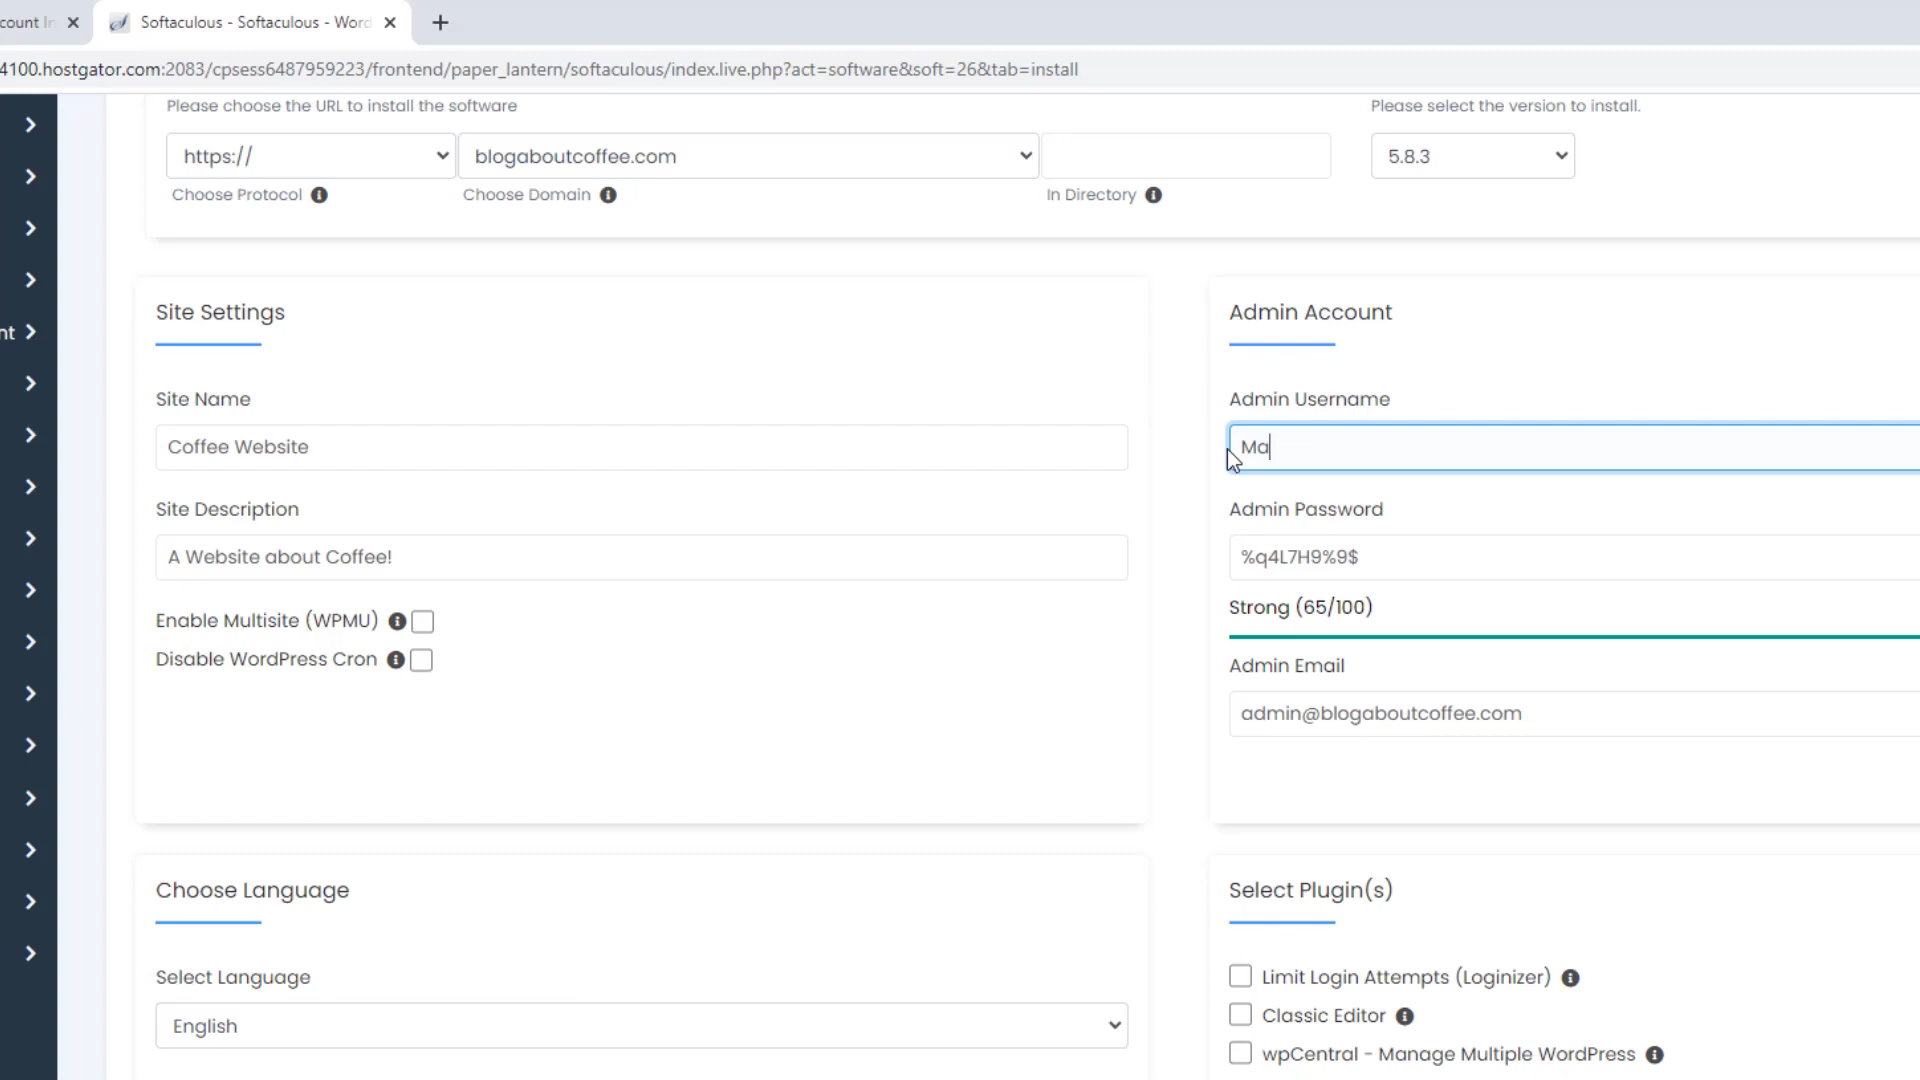 count In
Softaculous - Softaculous - Word
4100.hostgator.com:2083/cpsess6487959223/frontend/paper_lantern/softaculous/index.live.php?act=software&soft=26&tab=install
Please choose the URL to install the software
Please select the version to install.
https://
blogaboutcoffee.com
5.8.3
Choose Protocol
Choose Domain
In Directory
nt
Site Settings
Admin Account
Site Name
Admin Username
Coffee Website
Ma
Site Description
Admin Password
A Website about Coffee!
%q4L7H9%9$
Strong (65/100)
Enable Multisite (WPMU)
Disable WordPress Cron
Admin Email
admin@blogaboutcoffee.com
Choose Language
Select Plugin(s)
Select Language
Limit Login Attempts (Loginizer)
English
Classic Editor
wpCentral - Manage Multiple WordPress